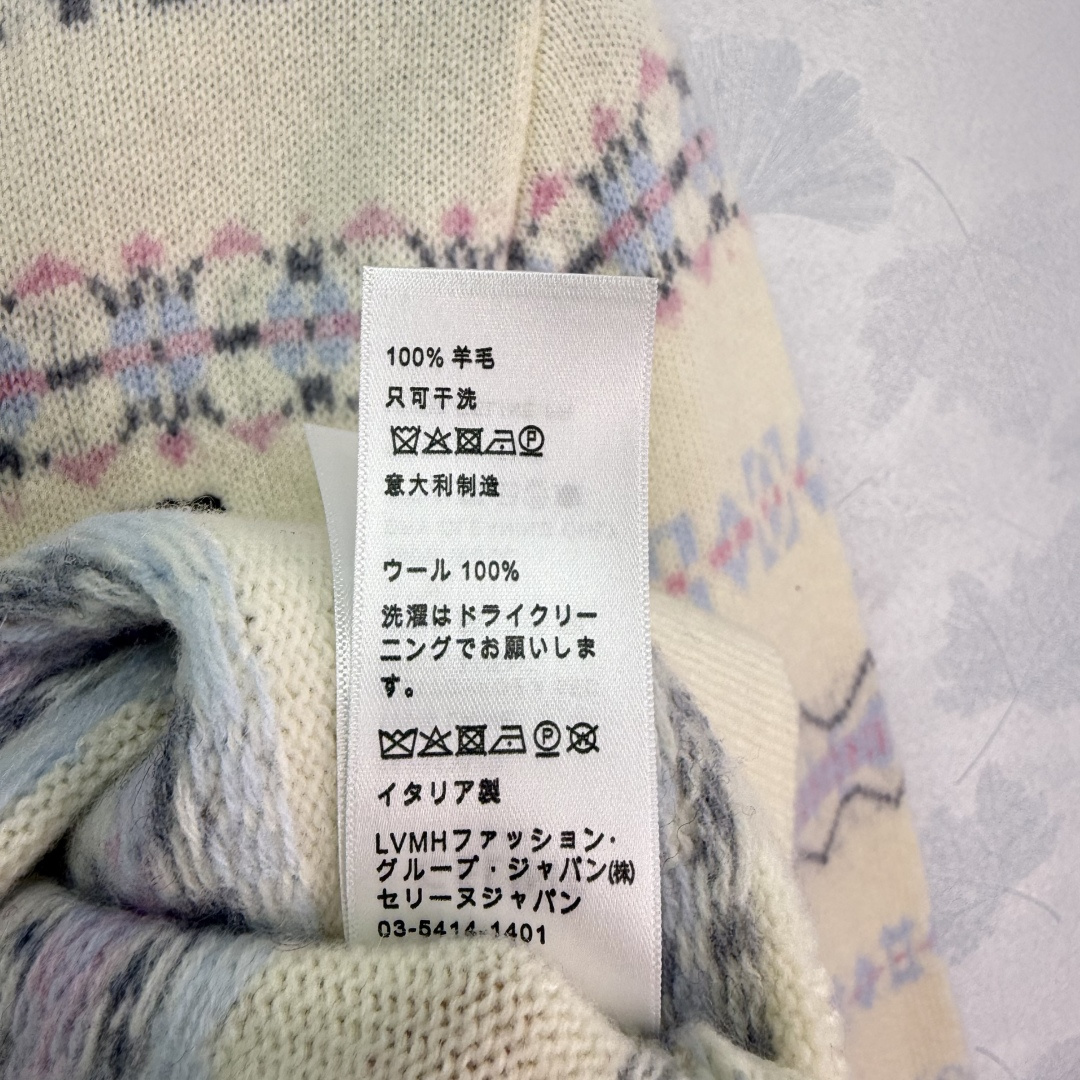 100% 羊毛
只可干洗
P
意大利制造
ウール 100%
洗濯はドライクリー
ニングでお願いしま
す。
P
イタリア製
LVMHファッション・
グループ・ジャパン㈱
セリーヌジャパン
03-5414-1401